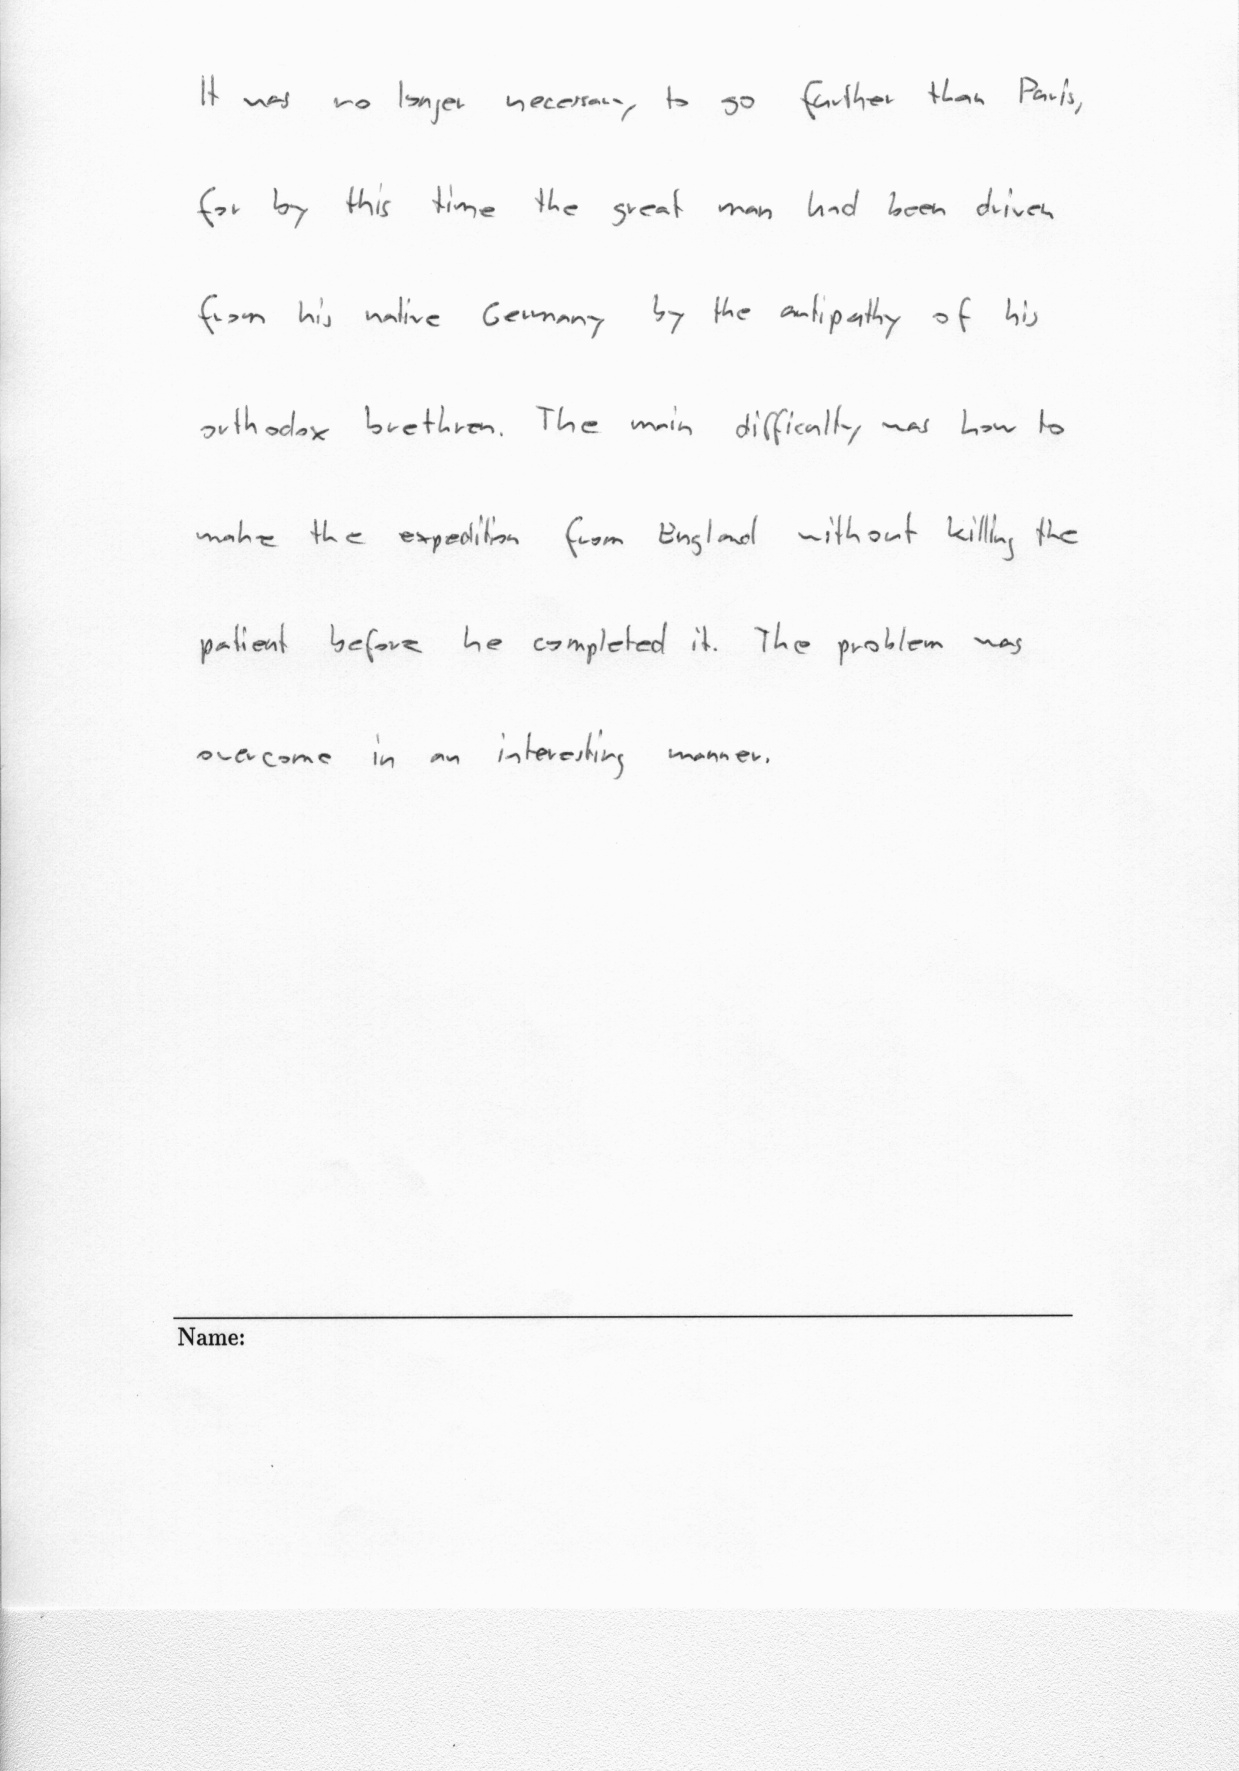 It was no longer necessary to go further than Paris,
for by this time the great man had been driven
from his native Germany by the antipathy of his
orthodox brethren. The main difficulty was how to
make the expedition from England without killing the
patient before he completed it. The problem was
overcome in an interesting manner.
Name: